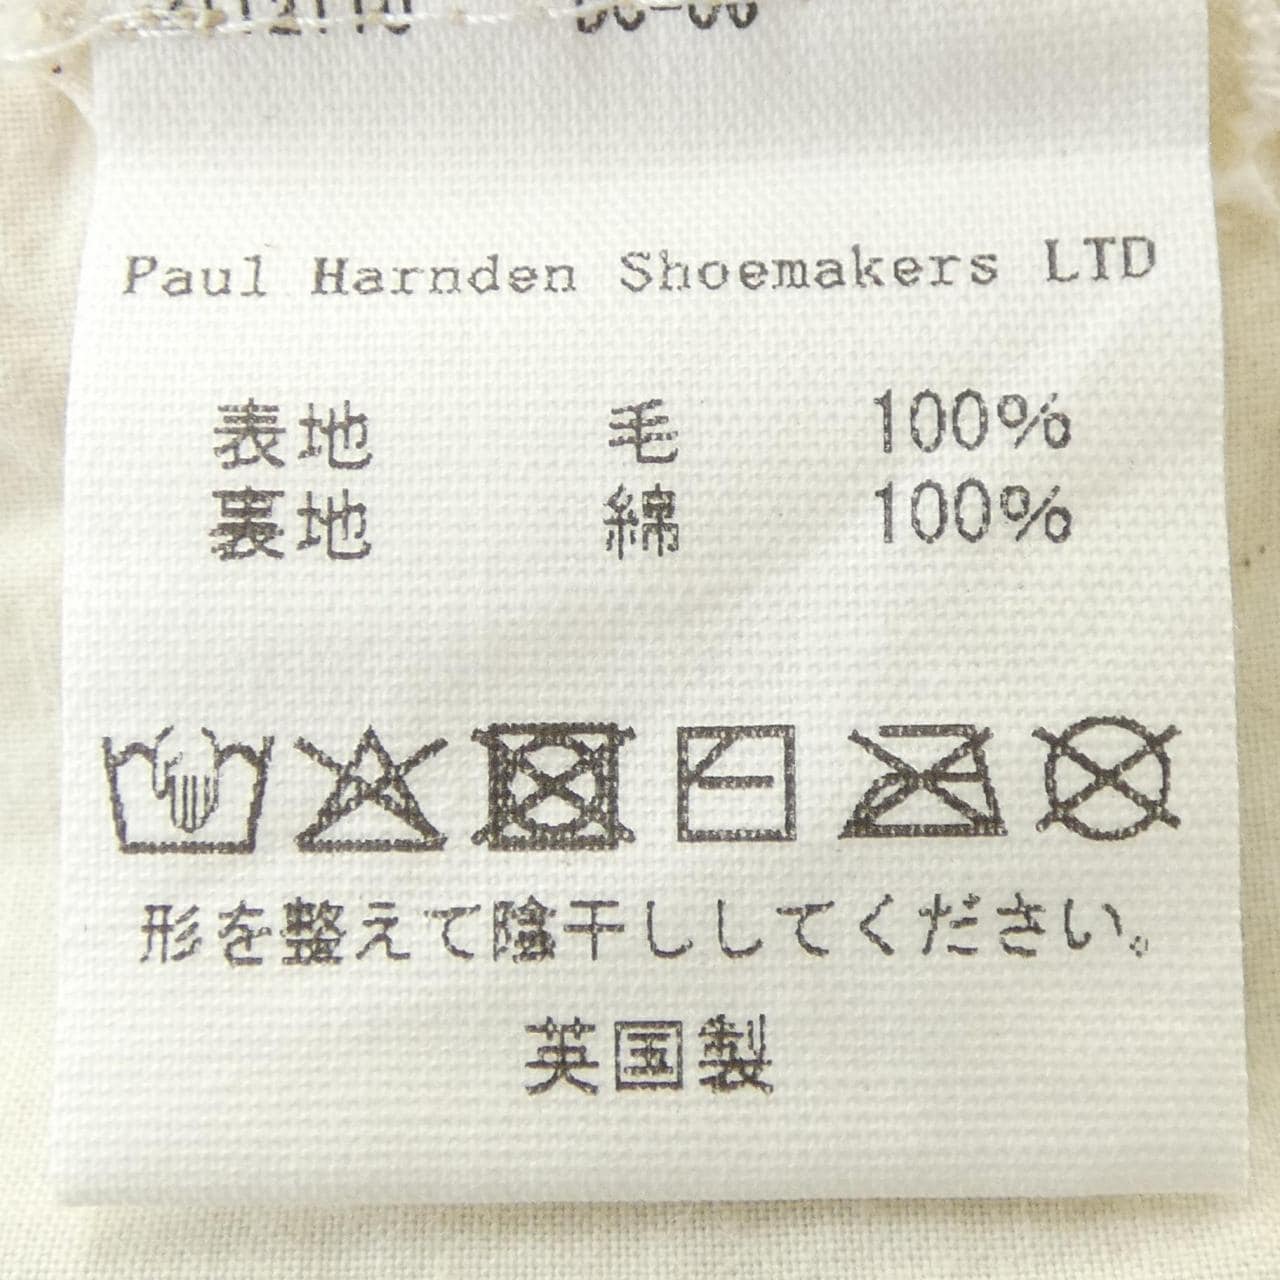 Paul Harnden Shoemakers LTD
表地 毛 100%
裏地 綿 100%
形を整えて陰干ししてください。
英国製